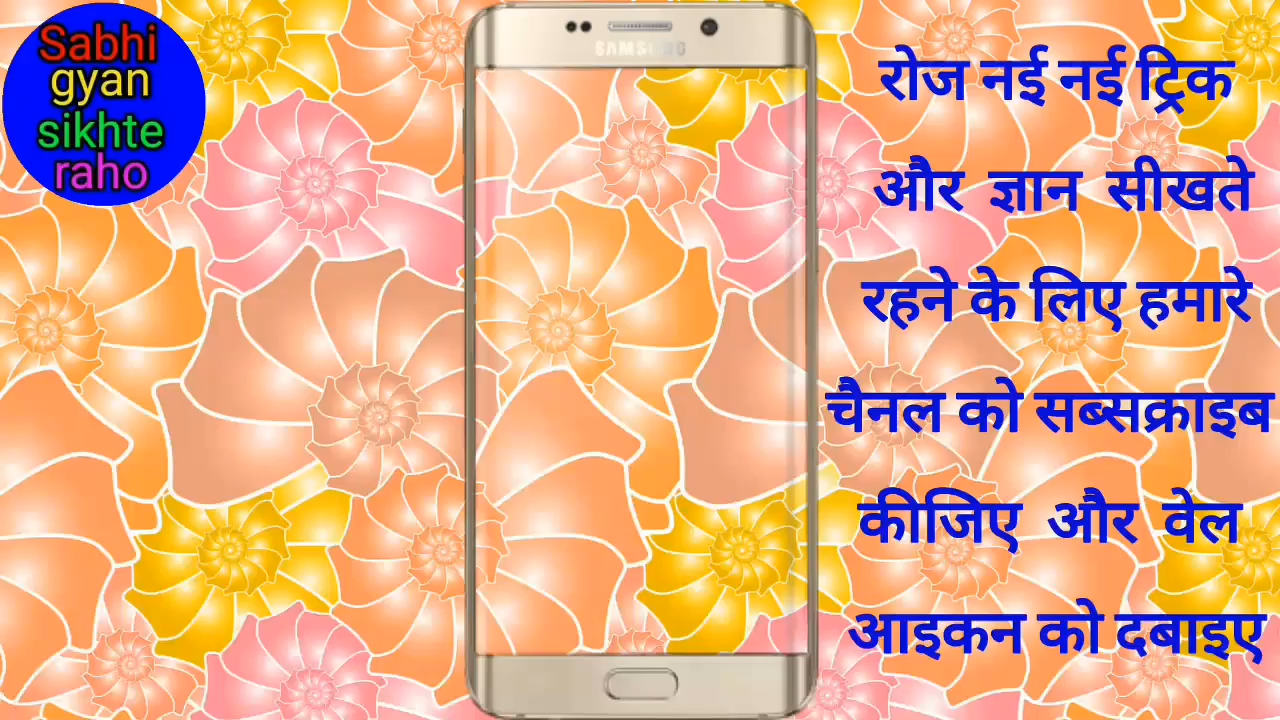 Sabhi
gyan
sikhte
raho
SAMSUNG
रोज नई नई ट्रिक
और ज्ञान सीखते
रहने के लिए हमारे
चैनल को सब्सक्राइब
कीजिए और वेल
आइकन को दबाइए